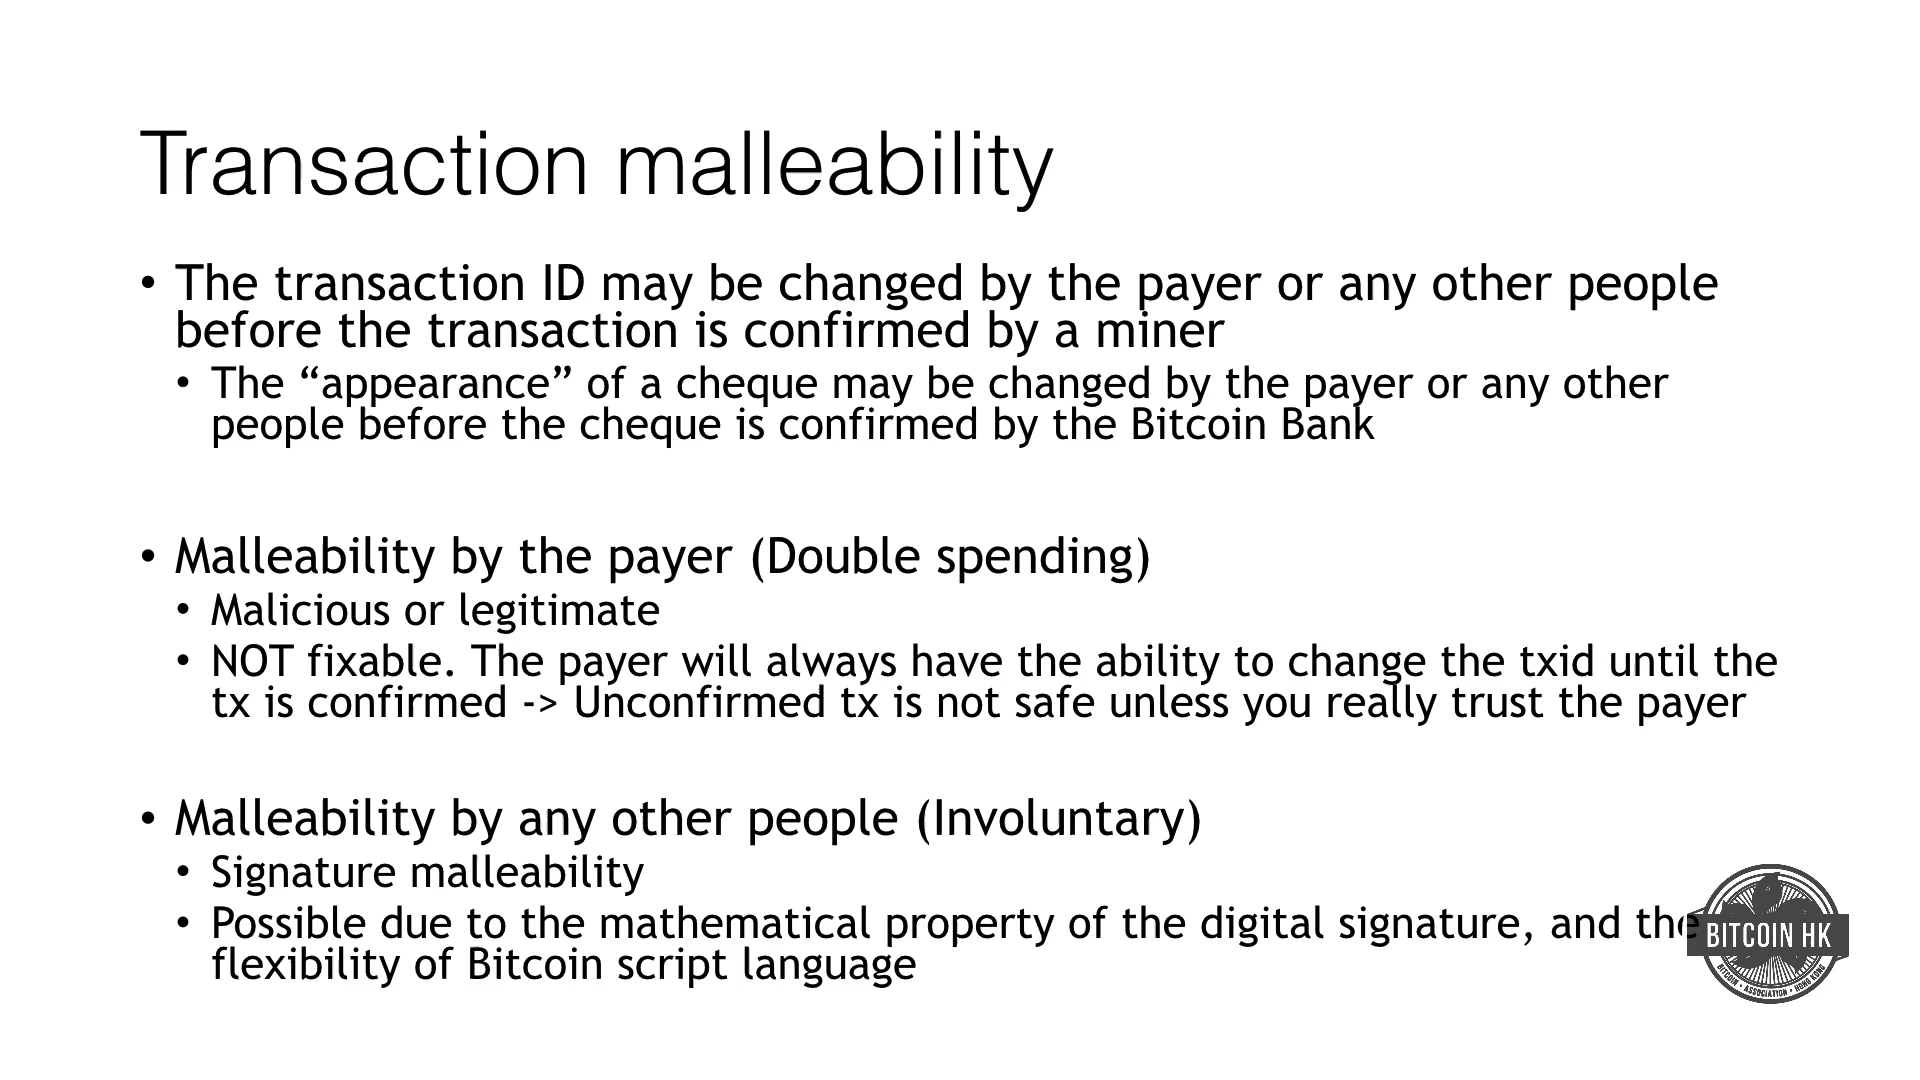 Transaction malleability
• The transaction ID may be changed by the payer or any other people
before the transaction is confirmed by a miner
• The “appearance” of a cheque may be changed by the payer or any other
people before the cheque is confirmed by the Bitcoin Bank
• Malleability by the payer (Double spending)
• Malicious or legitimate
• NOT fixable. The payer will always have the ability to change the txid until the
tx is confirmed -> Unconfirmed tx is not safe unless you really trust the payer
• Malleability by any other people (Involuntary)
• Signature malleability
• Possible due to the mathematical property of the digital signature, and the
flexibility of Bitcoin script language
BITCOIN HK
BITCOIN • ASSOCIATION • HONG KONG